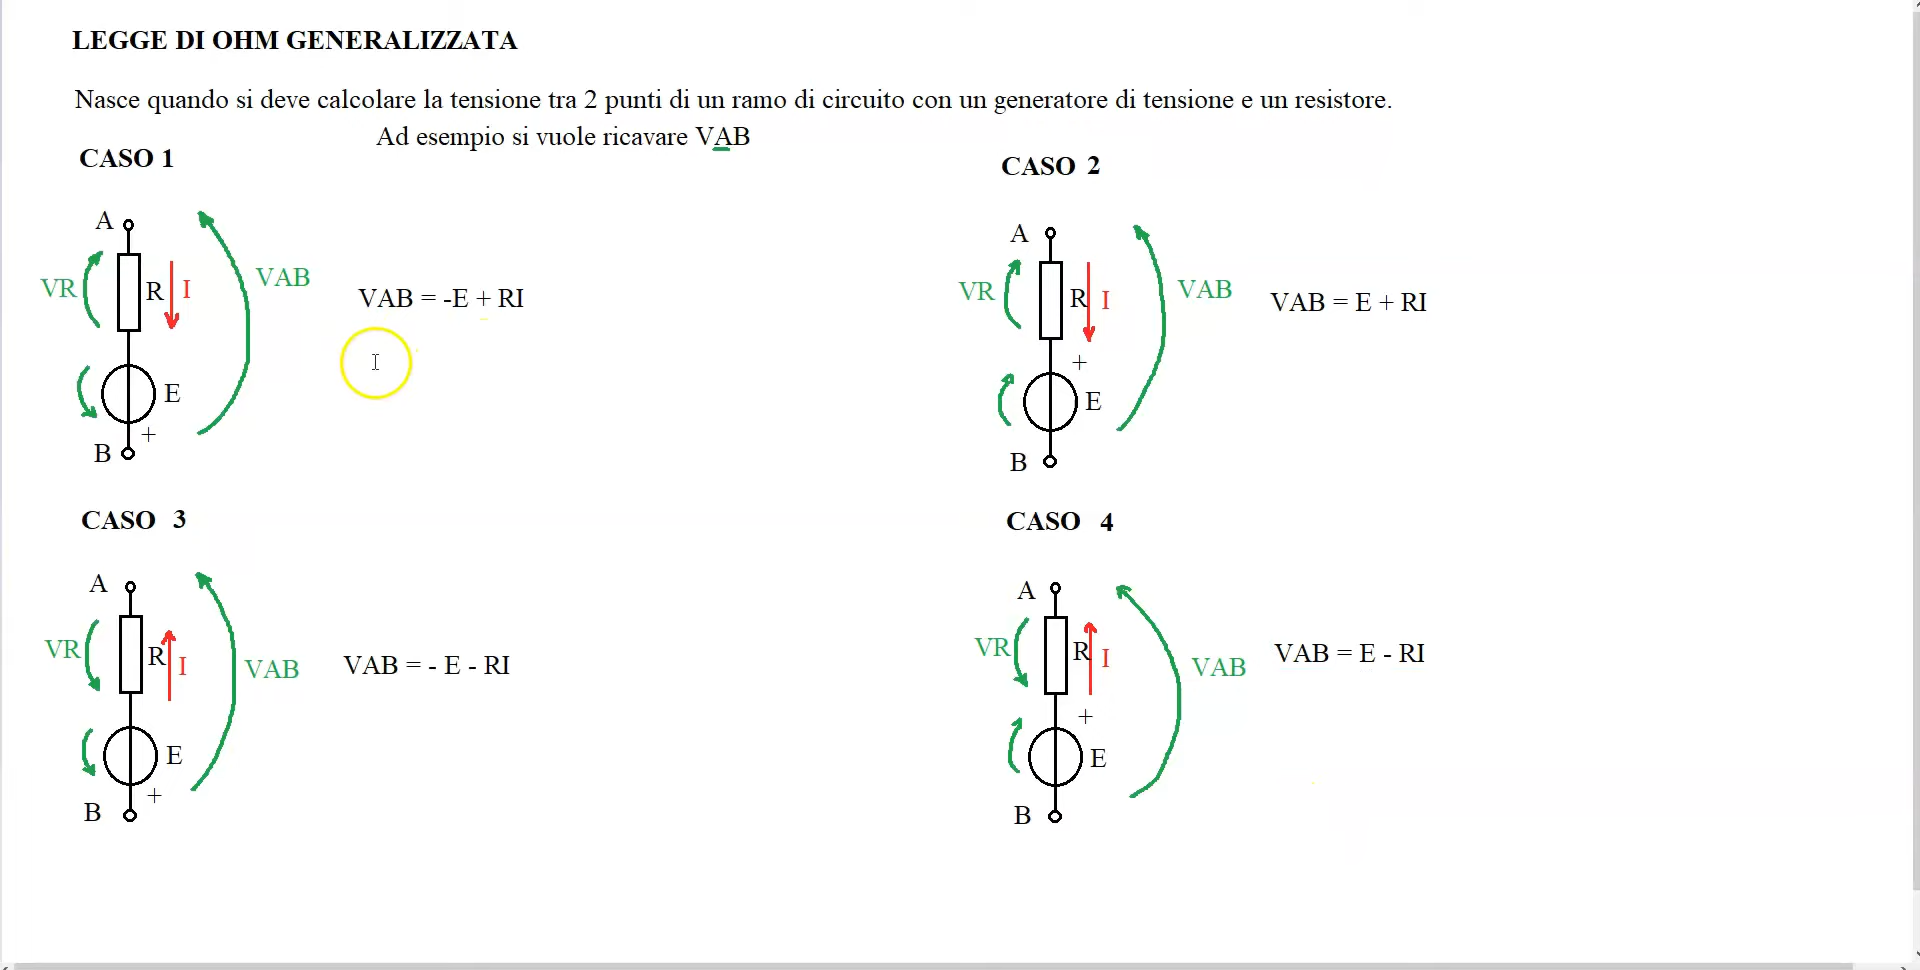 LEGGE DI OHM GENERALIZZATA
Nasce quando si deve calcolare la tensione tra 2 punti di un ramo di circuito con un generatore di tensione e un resistore.
Ad esempio si vuole ricavare VAB
CASO 1
A
VR
R
I
VAB
VAB = -E + RI
E
+
B
CASO 2
A
VR
R
I
VAB
VAB = E + RI
+
E
B
CASO 3
A
VR
R
I
VAB
VAB = - E - RI
E
+
B
CASO 4
A
VR
R
I
VAB
VAB = E - RI
+
E
B